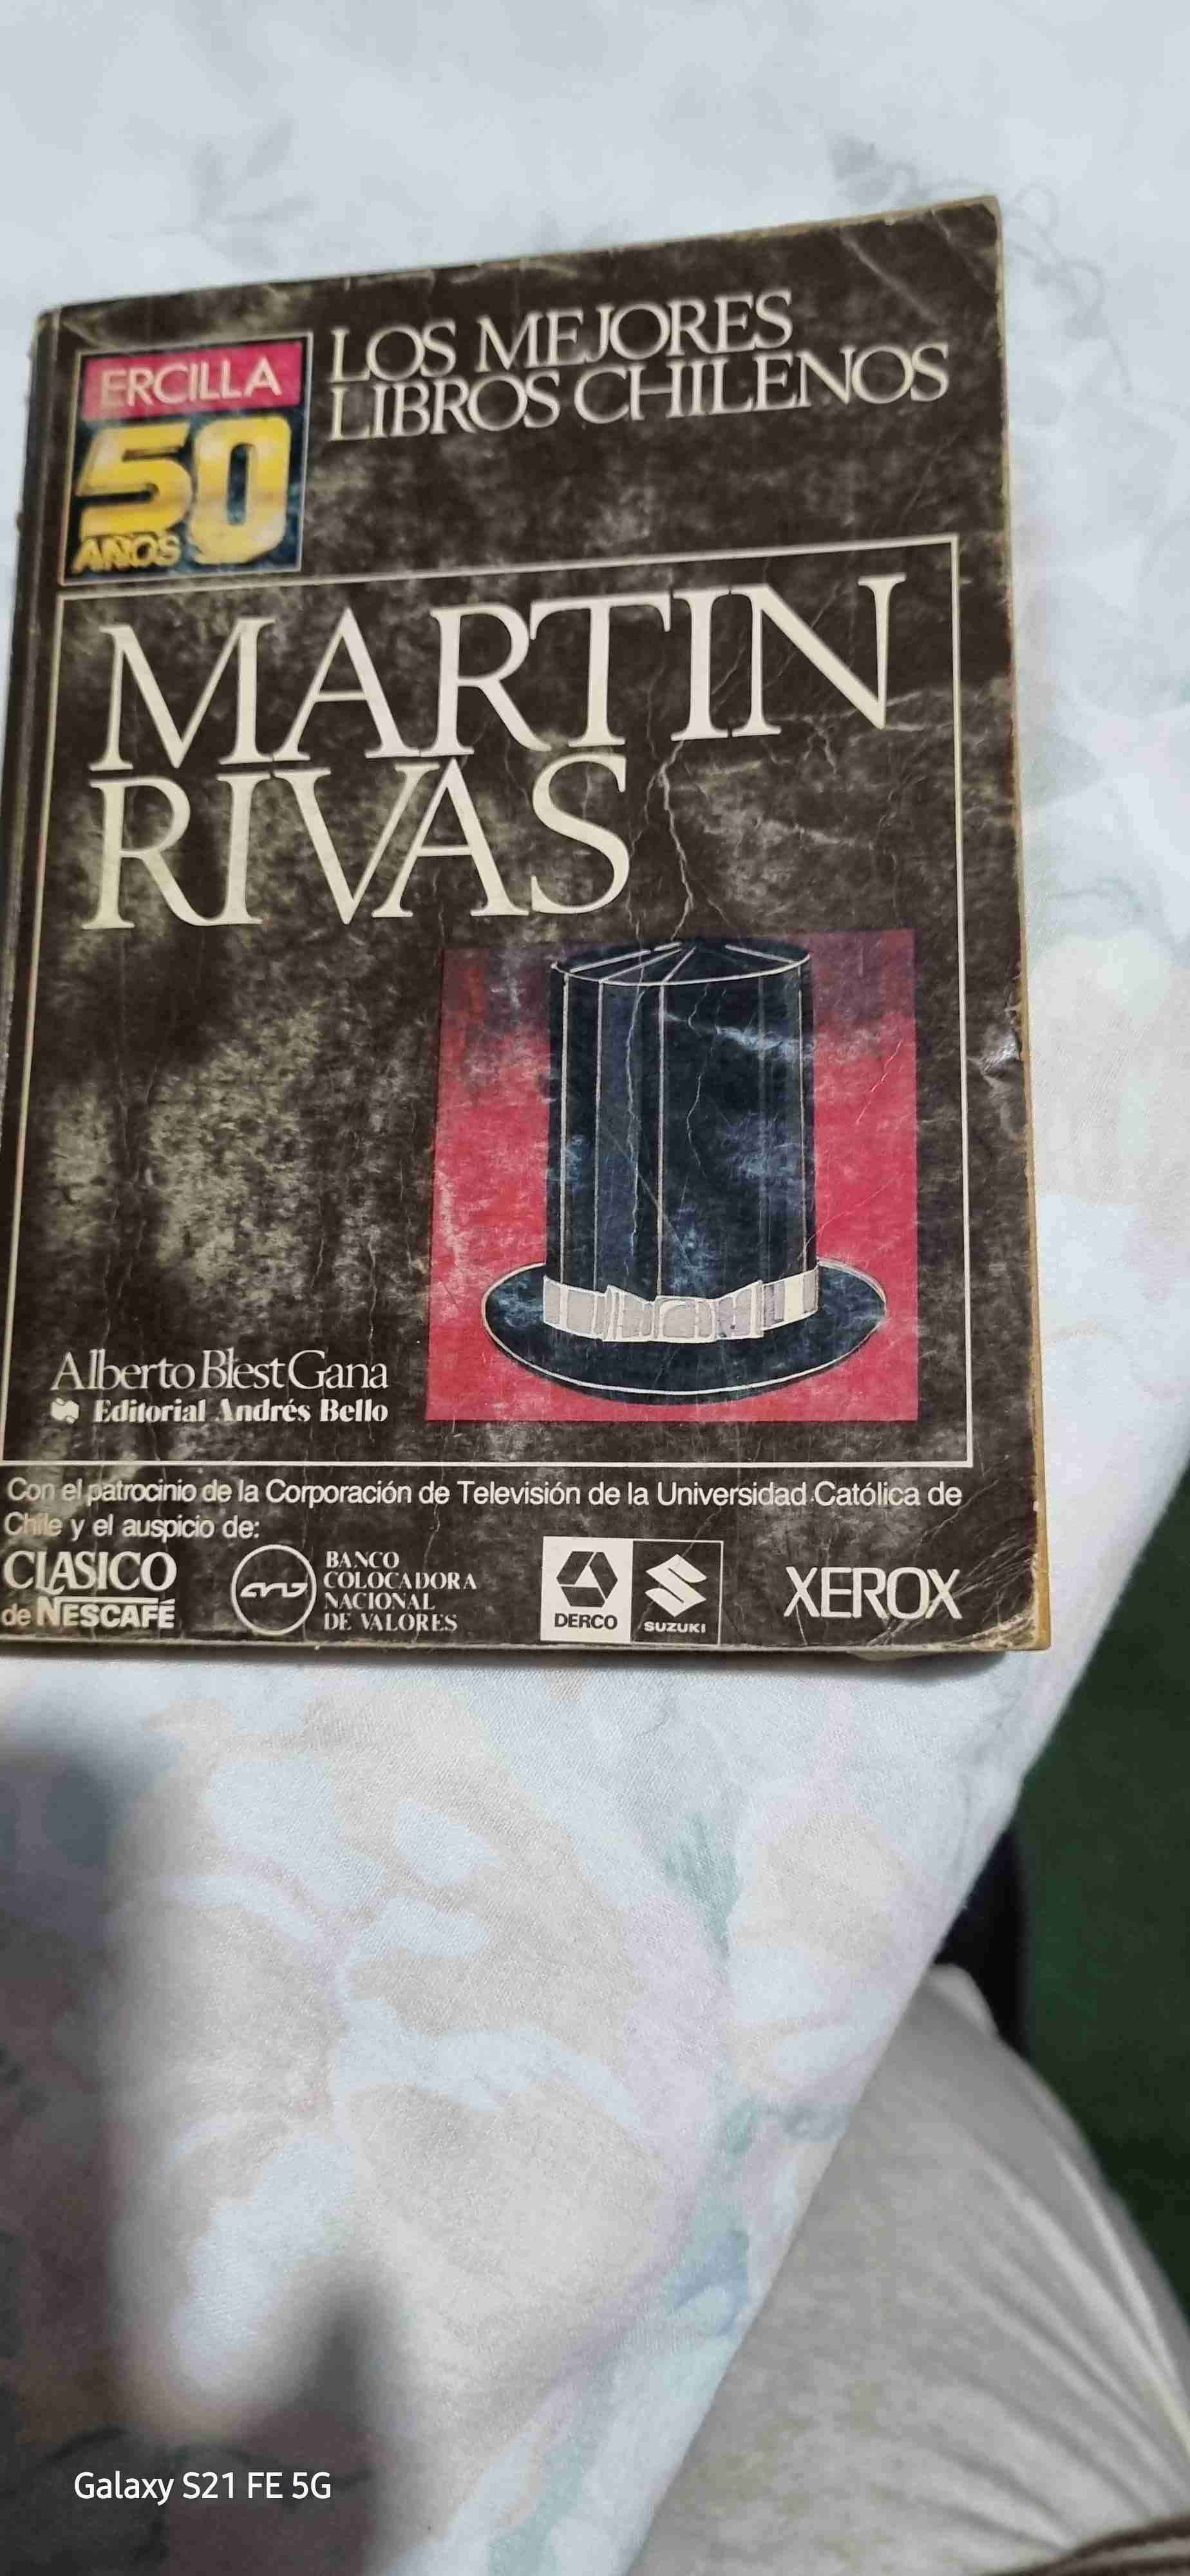 ERCILLA
50
AÑOS
LOS MEJORES
LIBROS CHILENOS
MARTIN
RIVAS
Alberto Blest Gana
Editorial Andrés Bello
Con el patrocinio de la Corporación de Televisión de la Universidad Católica de
Chile y el auspicio de:
CLASICO
de NESCAFÉ
BANCO
COLOCADORA
NACIONAL
DE VALORES
DERCO
SUZUKI
XEROX
Galaxy S21 FE 5G